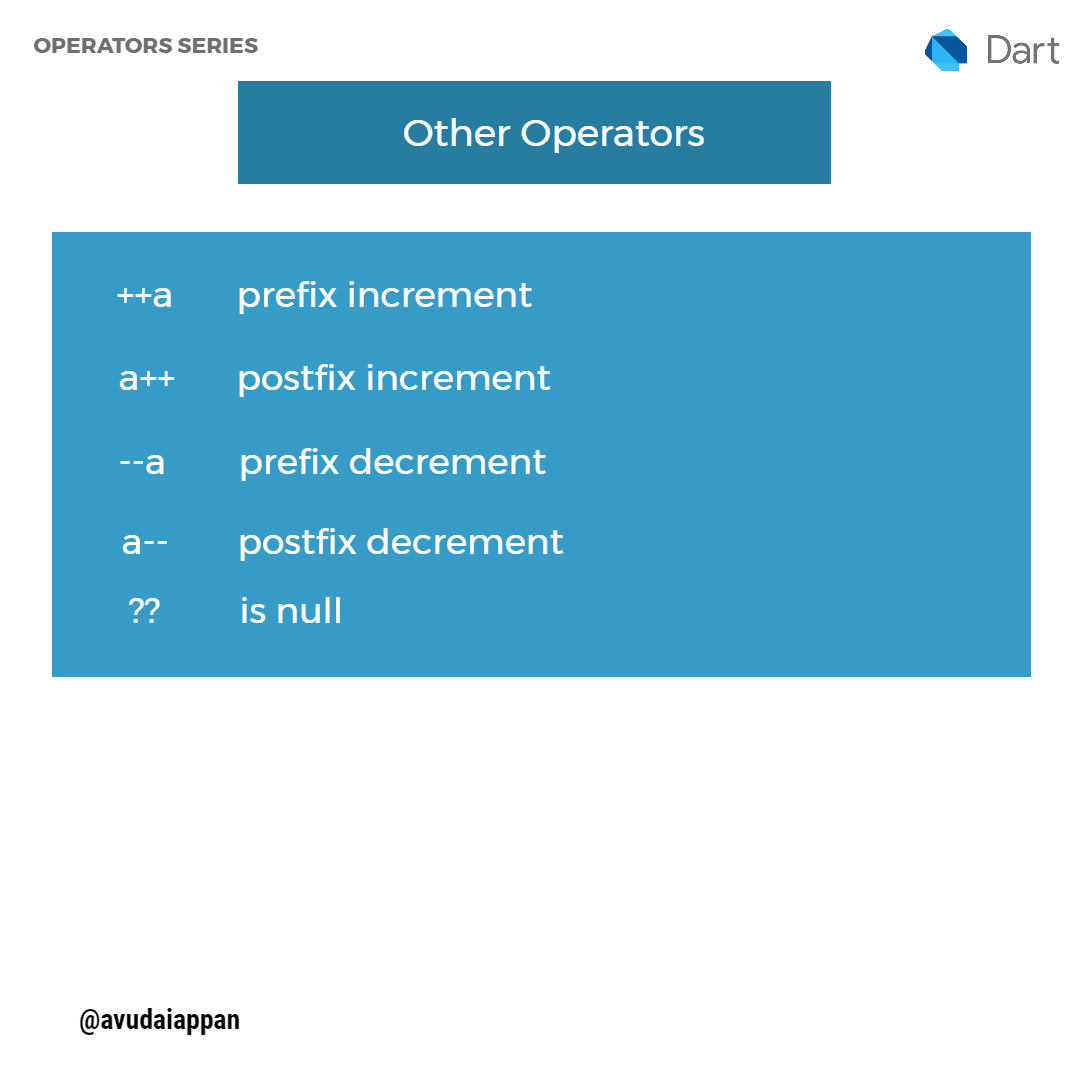 OPERATORS SERIES
Dart
Other Operators
++a prefix increment
a++ postfix increment
--a prefix decrement
a-- postfix decrement
?? is null
@avudaiappan